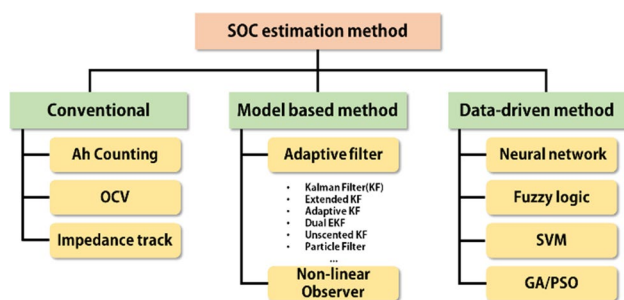 SOC estimation method
Conventional
Ah Counting
OCV
Impedance track
Model based method
Adaptive filter
• Kalman Filter(KF)
• Extended KF
• Adaptive KF
• Dual EKF
• Unscented KF
• Particle Filter
...
Non-linear
Observer
Data-driven method
Neural network
Fuzzy logic
SVM
GA/PSO